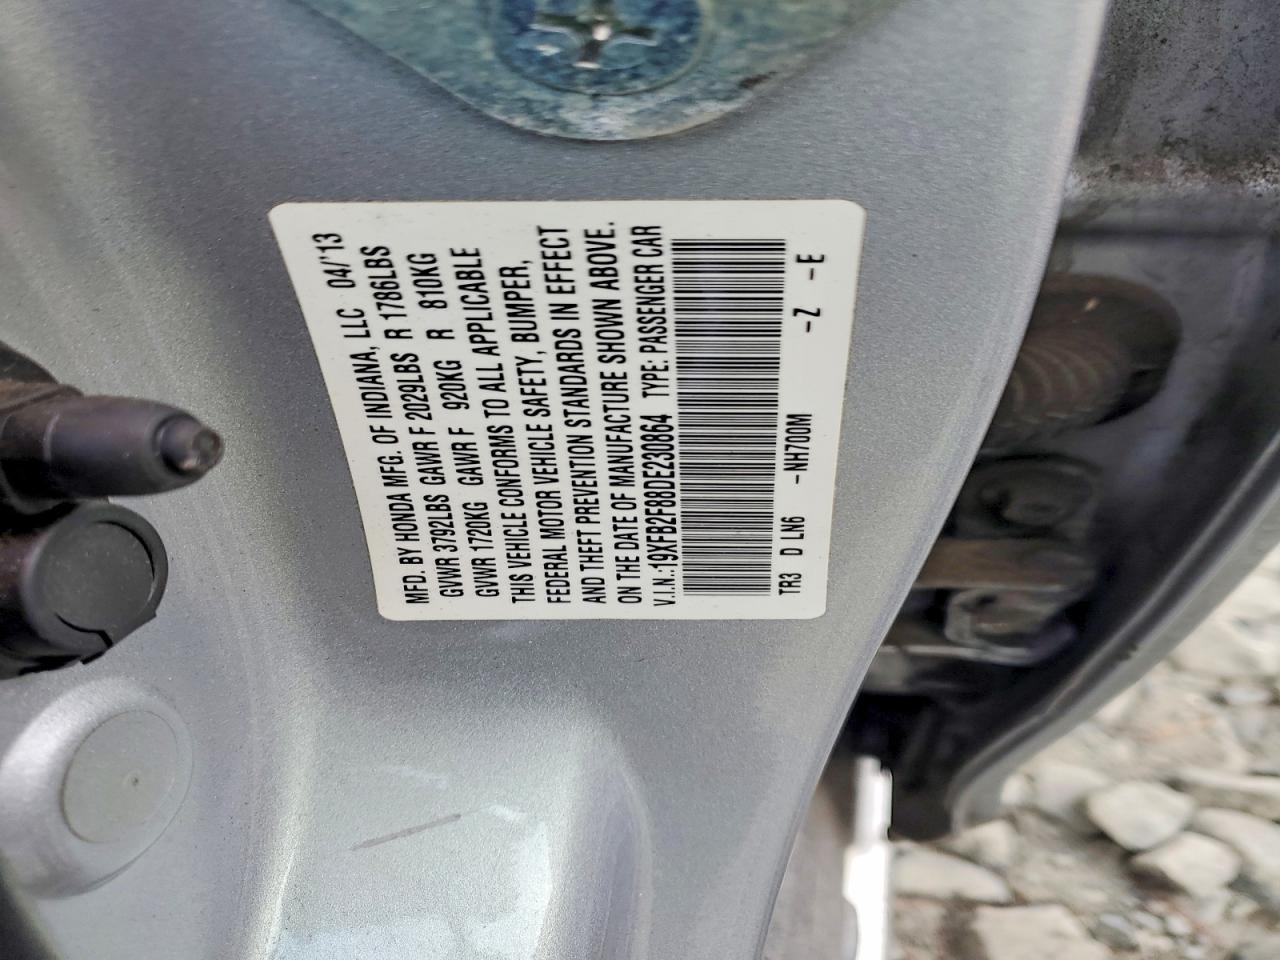 MFD. BY HONDA MFG. OF INDIANA, LLC 04/'13
GVWR 3792LBS GAWR F 2029LBS R 1786LBS
GVWR 1720KG GAWR F 920KG R 810KG
THIS VEHICLE CONFORMS TO ALL APPLICABLE
FEDERAL MOTOR VEHICLE SAFETY, BUMPER,
AND THEFT PREVENTION STANDARDS IN EFFECT
ON THE DATE OF MANUFACTURE SHOWN ABOVE.
V.I.N.:19XFB2F88DE230864 TYPE: PASSENGER CAR
TR3 D LN6 -NH700M -Z -E